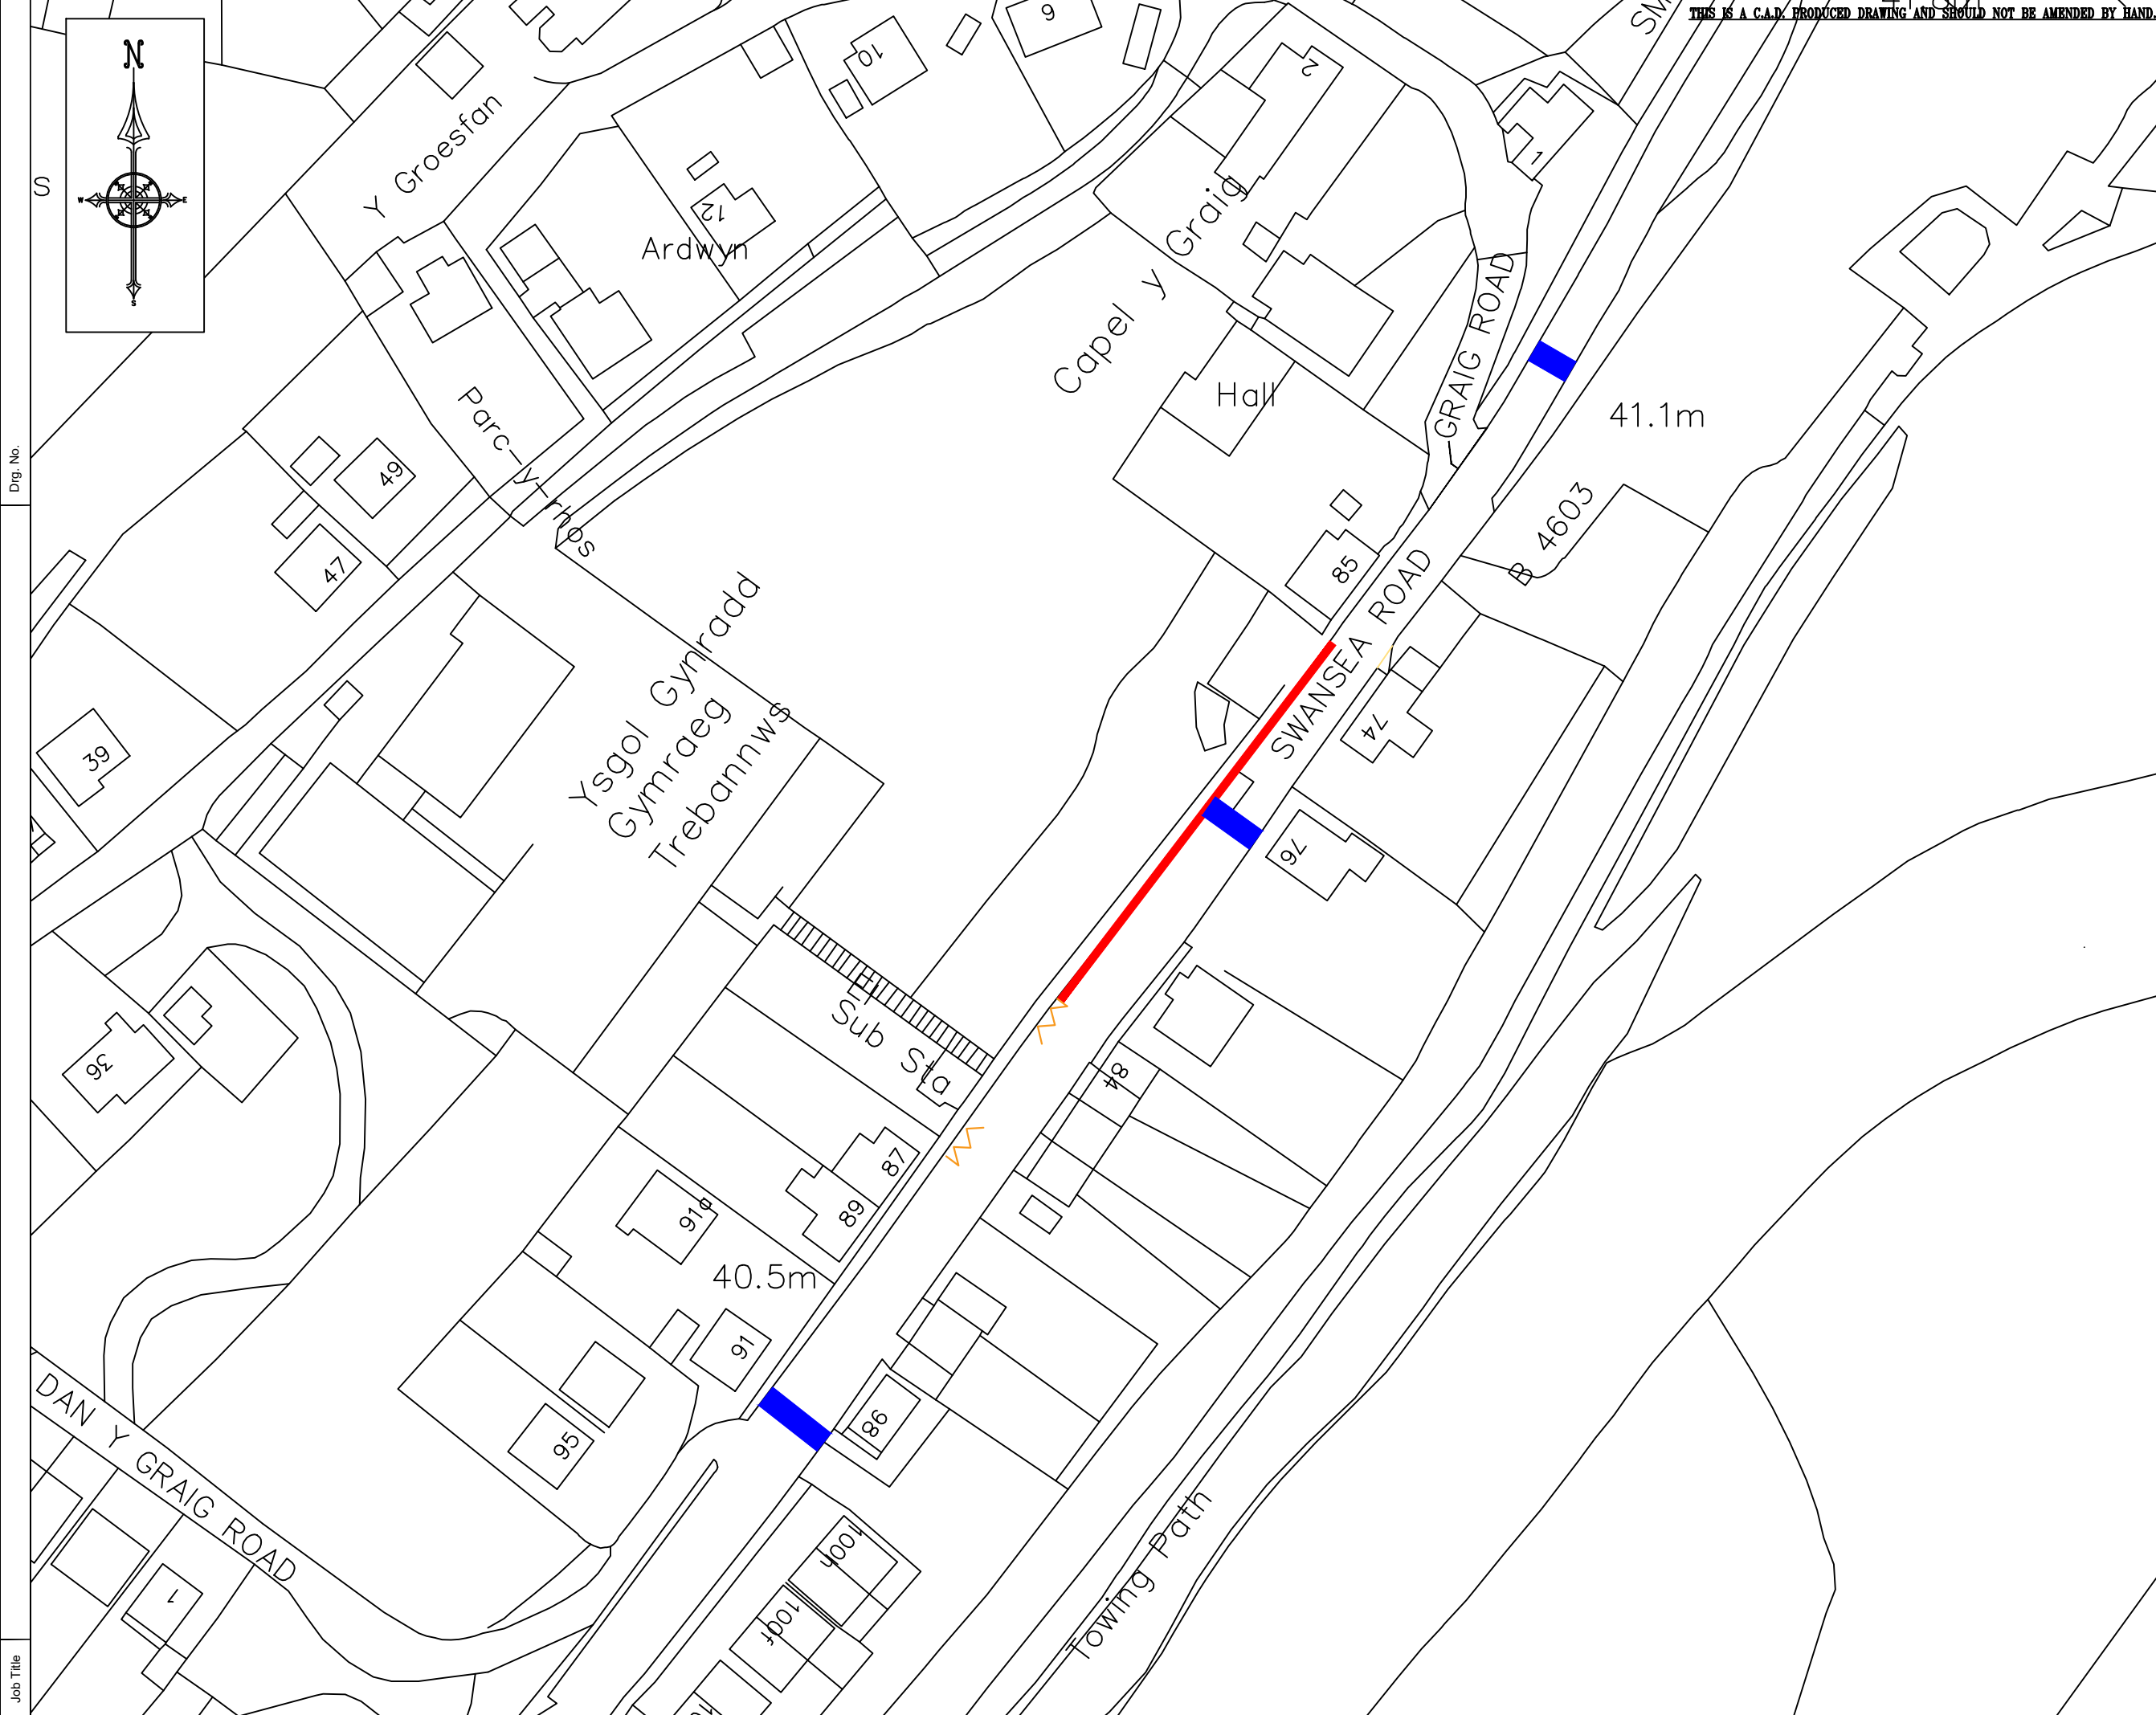 THIS IS A C.A.D. PRODUCED DRAWING AND SHOULD NOT BE AMENDED BY HAND.
N
W
E
S
S
Drg. No.
Job Title
Y Groesfan
10
9
2
1
12
Ardwyn
Capel y Graig
Hall
GRAIG ROAD
41.1m
B 4603
Parc-y-rhos
49
47
39
36
85
SWANSEA ROAD
74
76
Ysgol Gynradd
Gymraeg
Trebannws
El
Sub Sta
84
87
89
91a
40.5m
91
95
86
DAN Y GRAIG ROAD
1
100h
100f
Towing Path